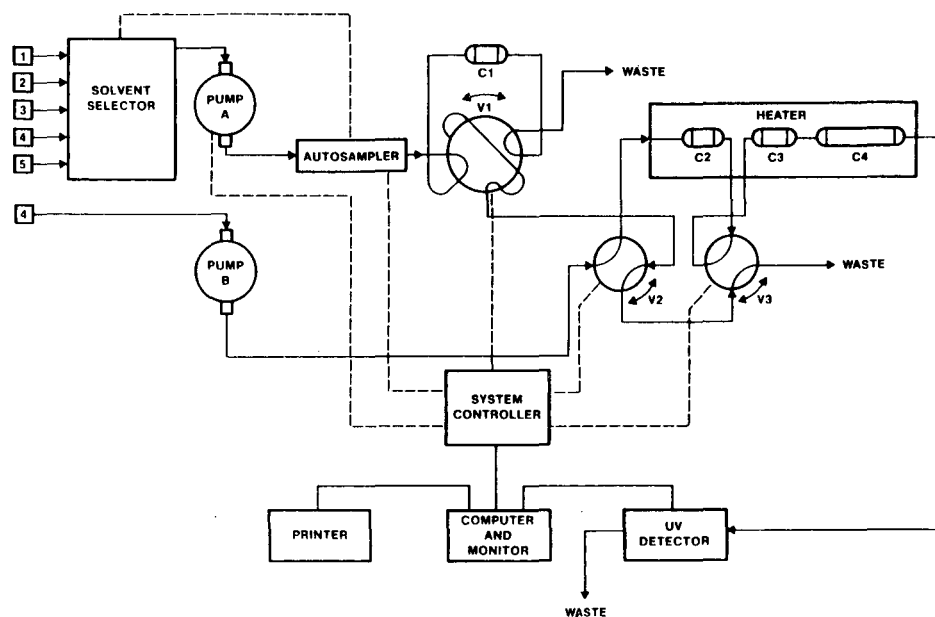 1
2
3
4
5
SOLVENT
SELECTOR
PUMP
A
AUTOSAMPLER
C1
V1
WASTE
HEATER
C2
C3
C4
4
PUMP
B
V2
V3
WASTE
SYSTEM
CONTROLLER
PRINTER
COMPUTER
AND
MONITOR
UV
DETECTOR
WASTE